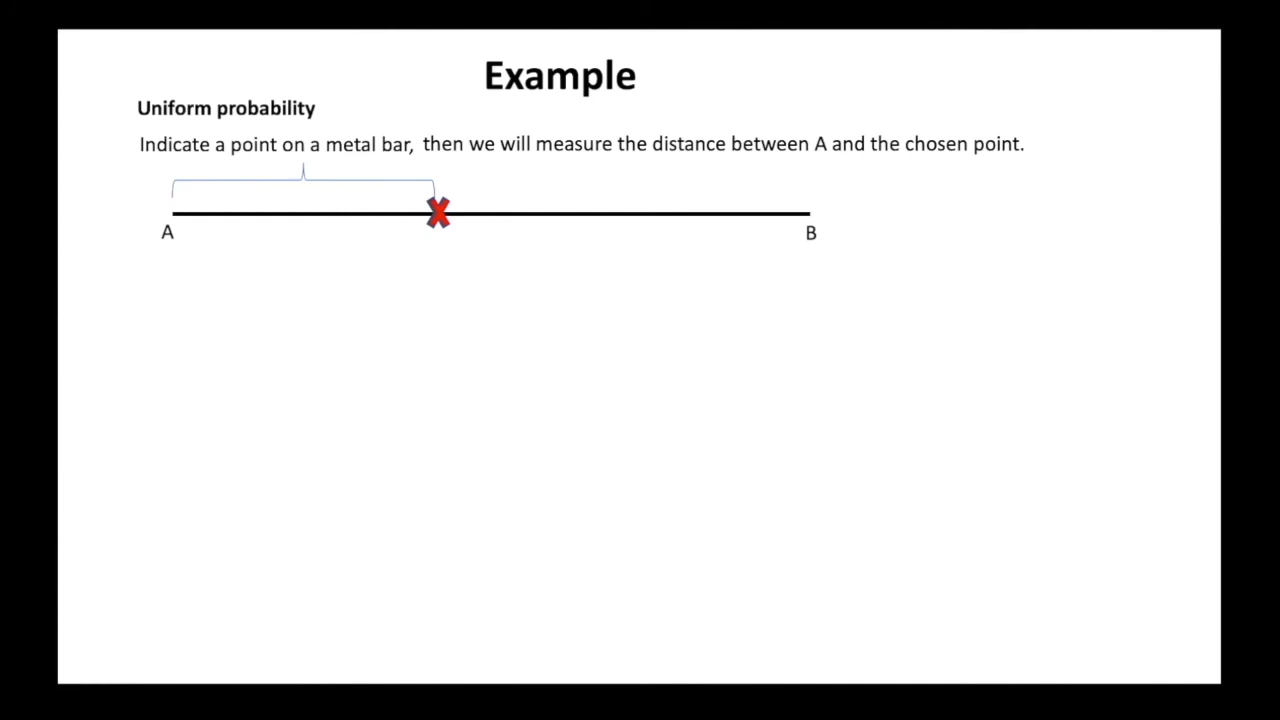 Example
Uniform probability
Indicate a point on a metal bar, then we will measure the distance between A and the chosen point.
A
B